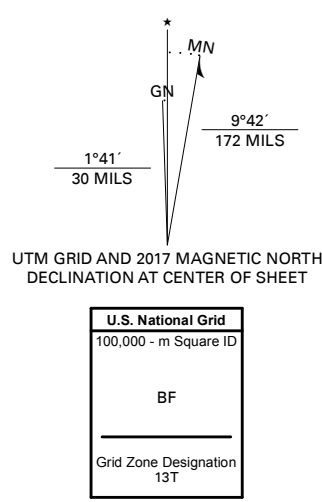 ★
MN
GN
9°42´
172 MILS
1°41´
30 MILS
UTM GRID AND 2017 MAGNETIC NORTH
DECLINATION AT CENTER OF SHEET
U.S. National Grid
100,000 - m Square ID
BF
Grid Zone Designation
13T